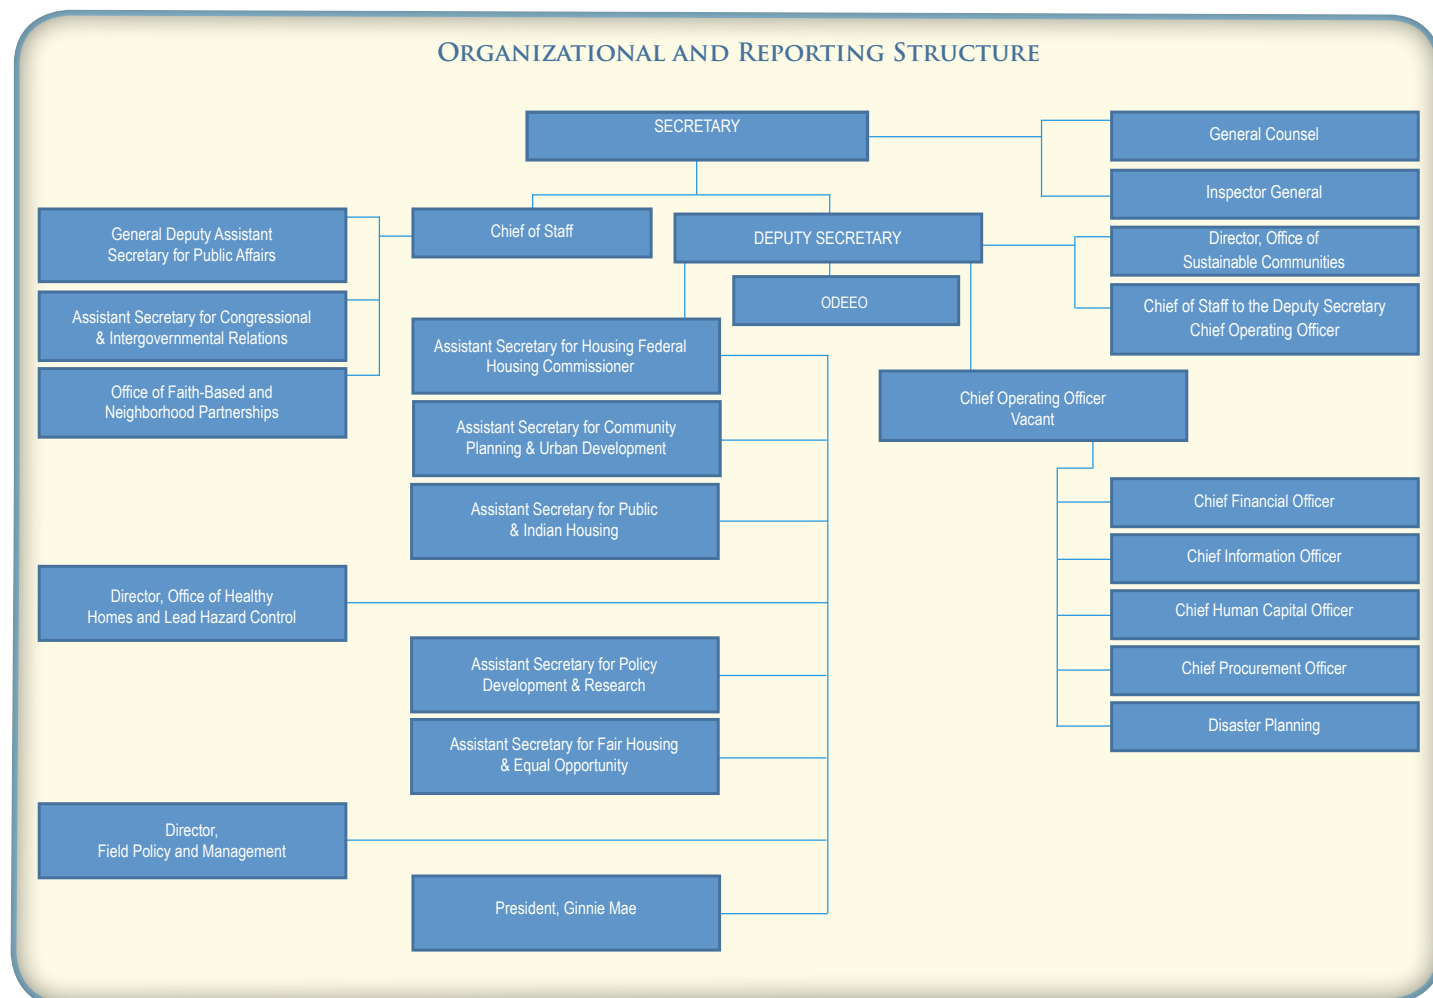 Organizational and Reporting Structure
SECRETARY
General Counsel
Inspector General
General Deputy Assistant
Secretary for Public Affairs
Chief of Staff
DEPUTY SECRETARY
Director, Office of
Sustainable Communities
ODEEO
Chief of Staff to the Deputy Secretary
Chief Operating Officer
Assistant Secretary for Congressional
& Intergovernmental Relations
Assistant Secretary for Housing Federal
Housing Commissioner
Office of Faith-Based and
Neighborhood Partnerships
Chief Operating Officer
Vacant
Assistant Secretary for Community
Planning & Urban Development
Assistant Secretary for Public
& Indian Housing
Chief Financial Officer
Chief Information Officer
Director, Office of Healthy
Homes and Lead Hazard Control
Chief Human Capital Officer
Assistant Secretary for Policy
Development & Research
Chief Procurement Officer
Disaster Planning
Assistant Secretary for Fair Housing
& Equal Opportunity
Director,
Field Policy and Management
President, Ginnie Mae